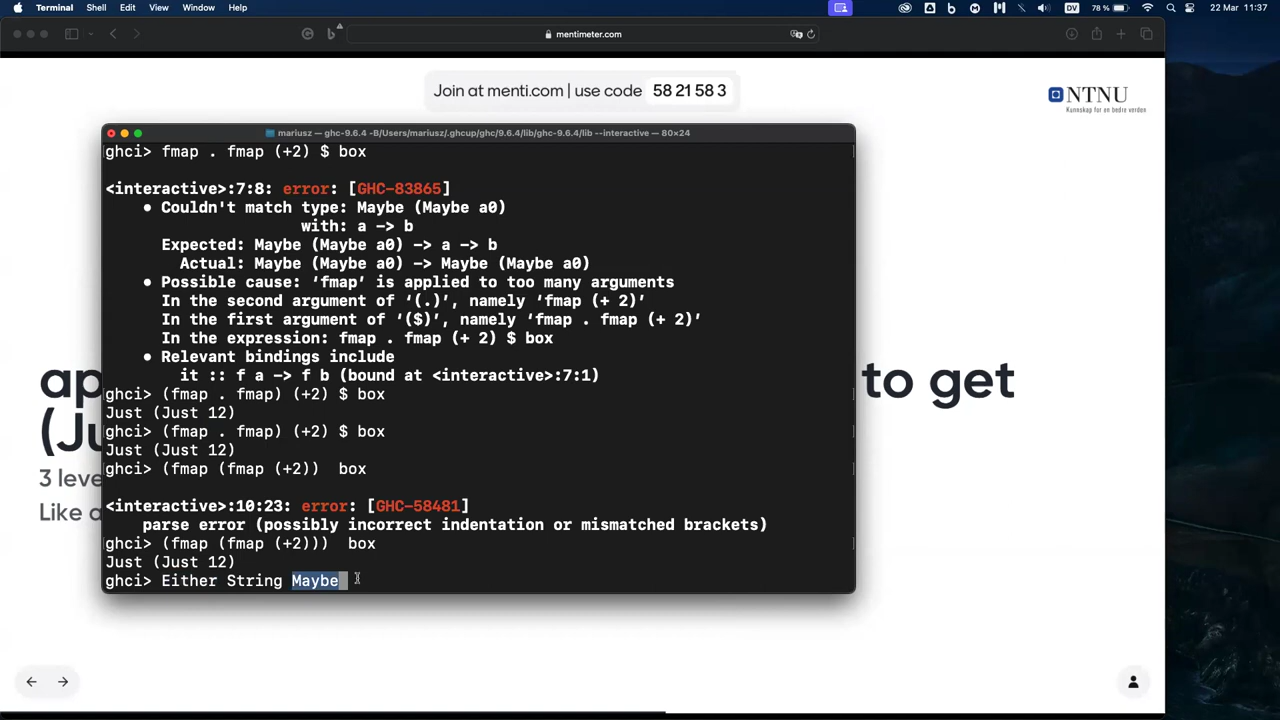 Terminal Shell Edit View Window Help DV 78 % 22 Mar 11:37
mentimeter.com
Join at menti.com | use code 58 21 58 3
NTNU
Kunnskap for en bedre verden
mariusz — ghc-9.6.4 -B/Users/mariusz/.ghcup/ghc/9.6.4/lib/ghc-9.6.4/lib --interactive — 80×24
ghci> fmap . fmap (+2) $ box
<interactive>:7:8: error: [GHC-83865]
• Couldn't match type: Maybe (Maybe a0)
with: a -> b
Expected: Maybe (Maybe a0) -> a -> b
Actual: Maybe (Maybe a0) -> Maybe (Maybe a0)
• Possible cause: ‘fmap’ is applied to too many arguments
In the second argument of ‘(.)’, namely ‘fmap (+ 2)’
In the first argument of ‘($)’, namely ‘fmap . fmap (+ 2)’
In the expression: fmap . fmap (+ 2) $ box
• Relevant bindings include
it :: f a -> f b (bound at <interactive>:7:1)
ghci> (fmap . fmap) (+2) $ box
Just (Just 12)
ghci> (fmap . fmap) (+2) $ box
Just (Just 12)
ghci> (fmap (fmap (+2))  box
<interactive>:10:23: error: [GHC-58481]
parse error (possibly incorrect indentation or mismatched brackets)
ghci> (fmap (fmap (+2)))  box
Just (Just 12)
ghci> Either String Maybe
ap to get
(Ju
3 leve
Like a